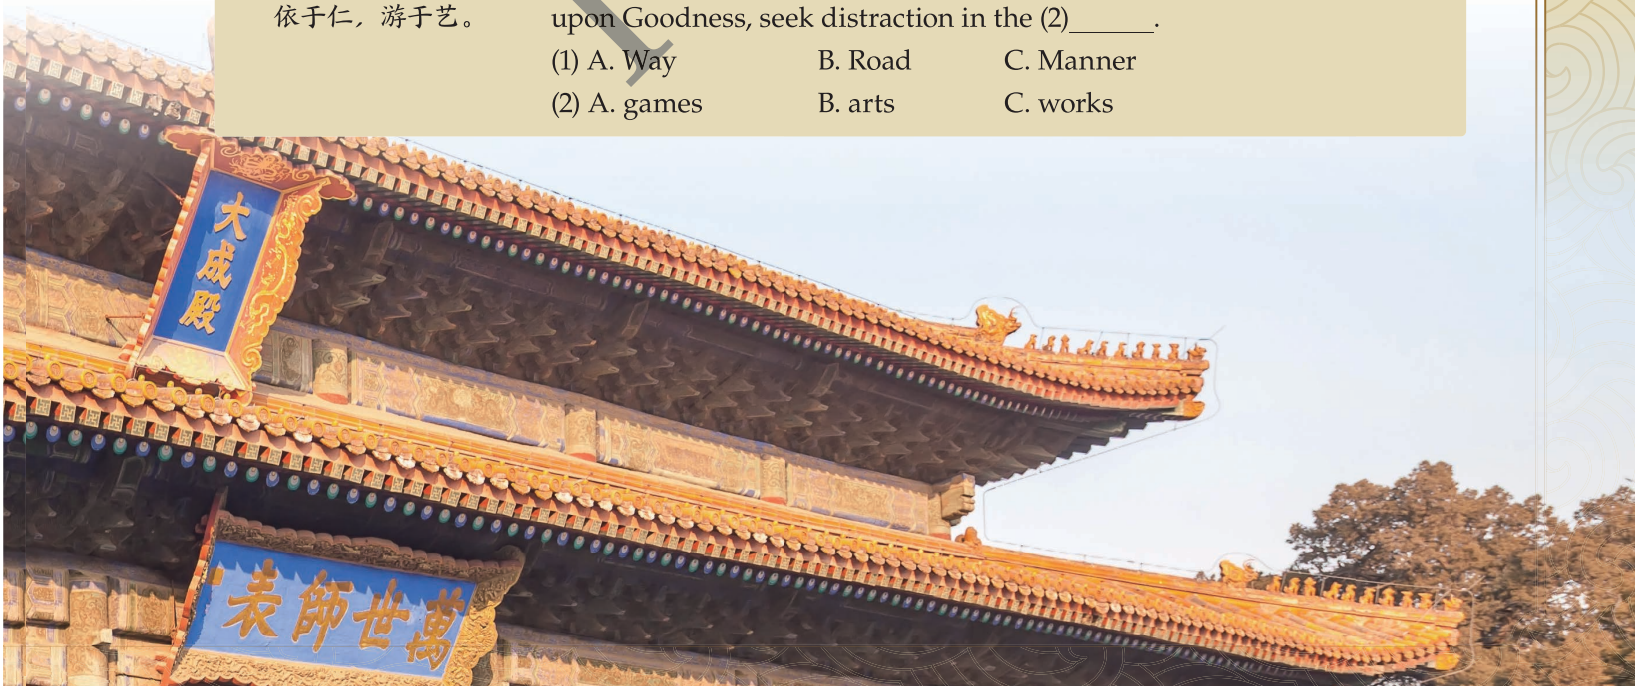 依于仁，游于艺。 upon Goodness, seek distraction in the (2)______.
(1) A. Way B. Road C. Manner
(2) A. games B. arts C. works
大成殿
表師世萬